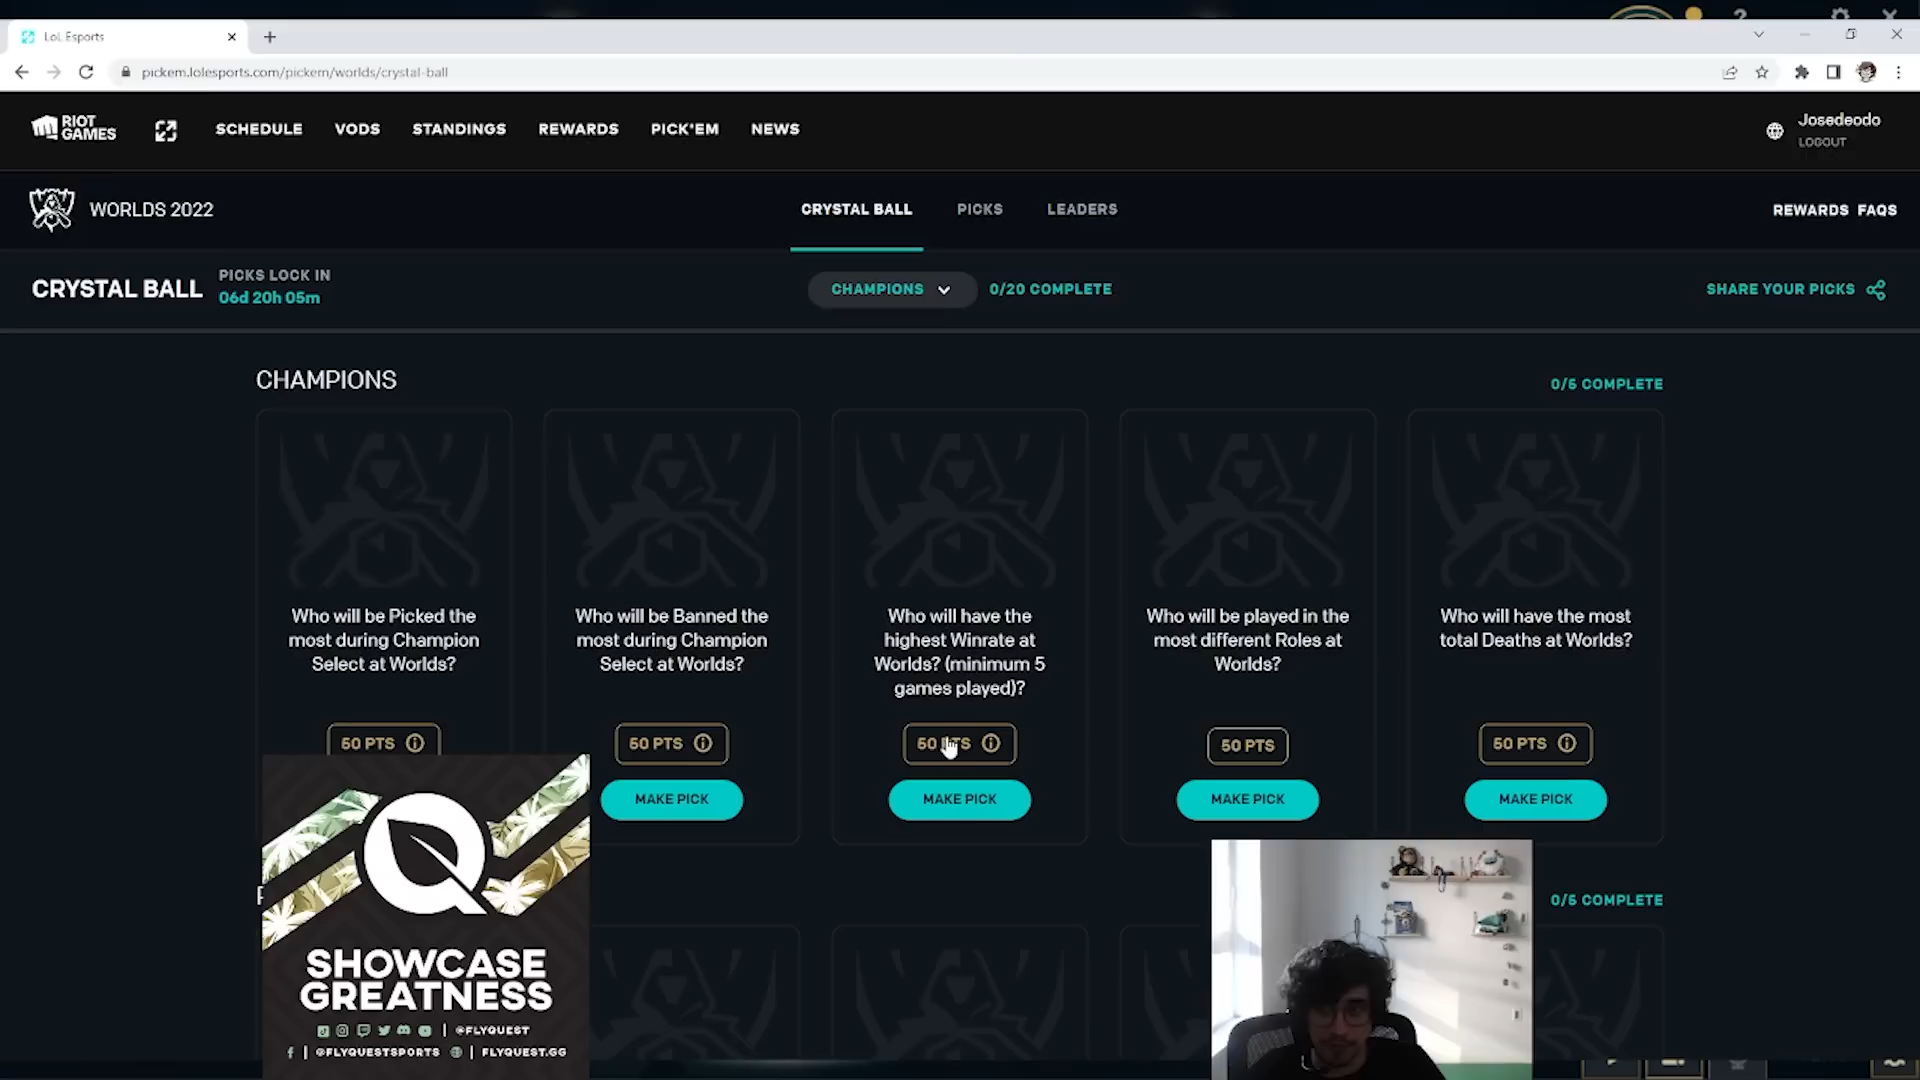 LoL Esports
pickem.lolesports.com/pickem/worlds/crystal-ball
RIOT GAMES
SCHEDULE
VODS
STANDINGS
REWARDS
PICK'EM
NEWS
Josedeodo
LOGOUT
WORLDS 2022
CRYSTAL BALL
PICKS
LEADERS
REWARDS
FAQS
CRYSTAL BALL
PICKS LOCK IN
06d 20h 05m
CHAMPIONS
0/20 COMPLETE
SHARE YOUR PICKS
CHAMPIONS
0/5 COMPLETE
Who will be Picked the
most during Champion
Select at Worlds?
50 PTS
Who will be Banned the
most during Champion
Select at Worlds?
50 PTS
MAKE PICK
Who will have the
highest Winrate at
Worlds? (minimum 5
games played)?
50 PTS
MAKE PICK
Who will be played in the
most different Roles at
Worlds?
50 PTS
MAKE PICK
Who will have the most
total Deaths at Worlds?
50 PTS
MAKE PICK
0/5 COMPLETE
SHOWCASE
GREATNESS
| @FLYQUEST
| @FLYQUESTSPORTS | FLYQUEST.GG